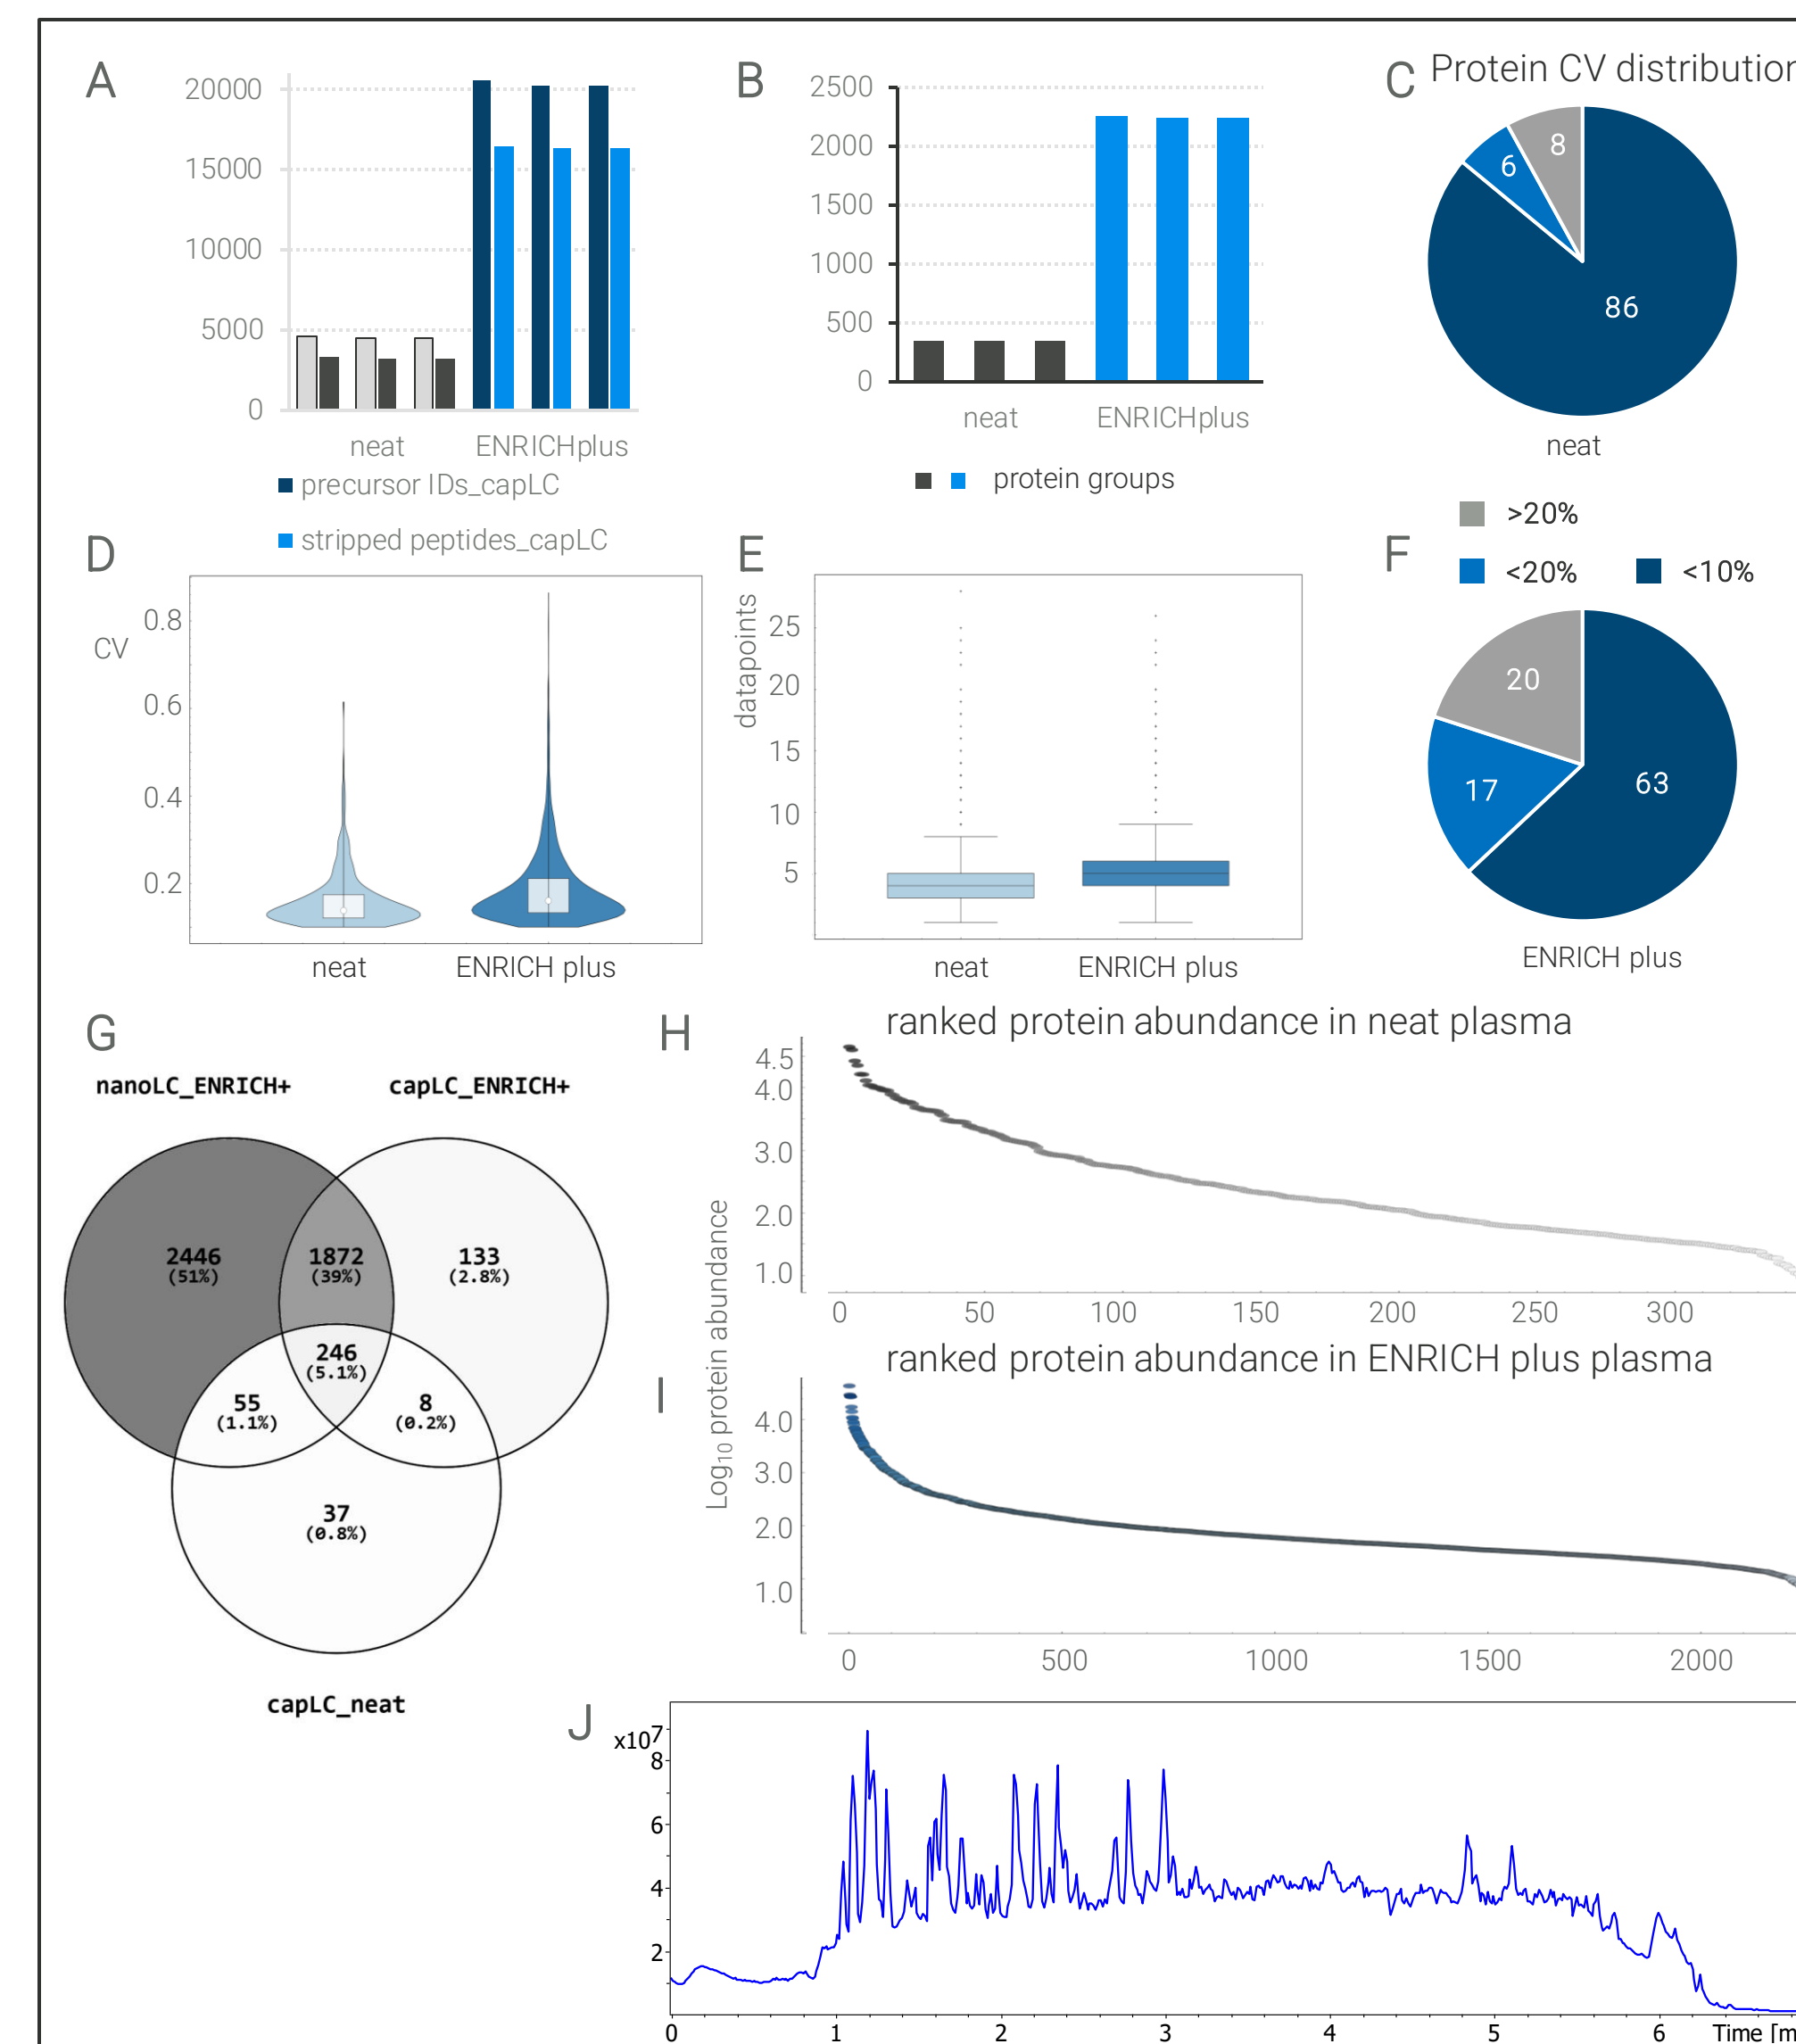 A
20000
15000
10000
5000
0
neat ENRICHplus
precursor IDs_capLC
stripped peptides_capLC
B
2500
2000
1500
1000
500
0
neat ENRICHplus
protein groups
C Protein CV distribution
8
6
86
neat
>20%
<20% <10%
D
CV
0.8
0.6
0.4
0.2
neat ENRICH plus
E
datapoints
25
20
15
10
5
neat ENRICH plus
F
20
17
63
ENRICH plus
G
nanoLC_ENRICH+ capLC_ENRICH+
2446 1872 133
(51%) (39%) (2.8%)
246
(5.1%)
55 8
(1.1%) (0.2%)
37
(0.8%)
capLC_neat
H ranked protein abundance in neat plasma
4.5
4.0
3.0
2.0
1.0
0 50 100 150 200 250 300
Log10 protein abundance
I ranked protein abundance in ENRICH plus plasma
4.0
3.0
2.0
1.0
0 500 1000 1500 2000
J
x107
8
6
4
2
0 1 2 3 4 5 6 Time [m